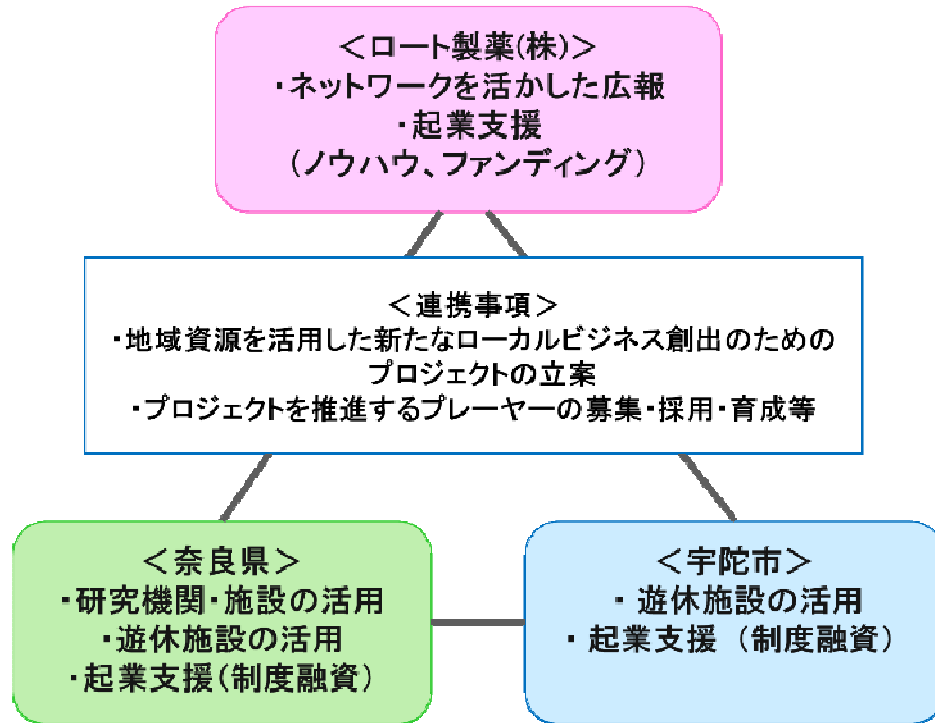 ＜ロート製薬(株)＞
・ネットワークを活かした広報
・起業支援
（ノウハウ、ファンディング）
＜連携事項＞
・地域資源を活用した新たなローカルビジネス創出のための
プロジェクトの立案
・プロジェクトを推進するプレーヤーの募集・採用・育成等
＜奈良県＞
・研究機関・施設の活用
・遊休施設の活用
・起業支援（制度融資）
＜宇陀市＞
・ 遊休施設の活用
・ 起業支援 （制度融資）